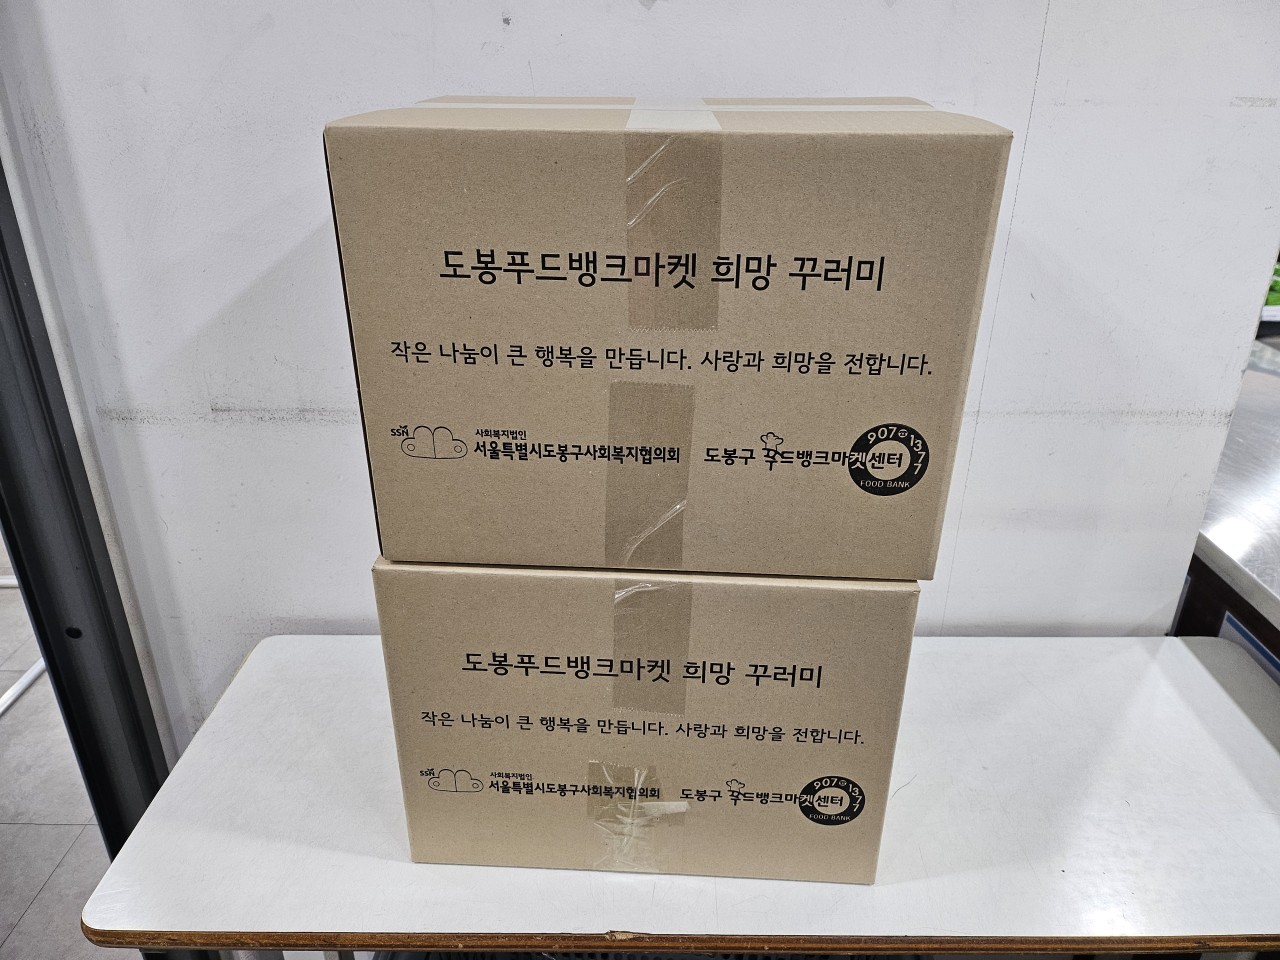 도봉푸드뱅크마켓 희망 꾸러미
작은 나눔이 큰 행복을 만듭니다. 사랑과 희망을 전합니다.
SSN 사회복지법인
서울특별시도봉구사회복지협의회 도봉구 푸드뱅크마켓센터
907 1377
FOOD BANK
도봉푸드뱅크마켓 희망 꾸러미
작은 나눔이 큰 행복을 만듭니다. 사랑과 희망을 전합니다.
SSN 사회복지법인
서울특별시도봉구사회복지협의회 도봉구 푸드뱅크마켓센터
907 1377
FOOD BANK